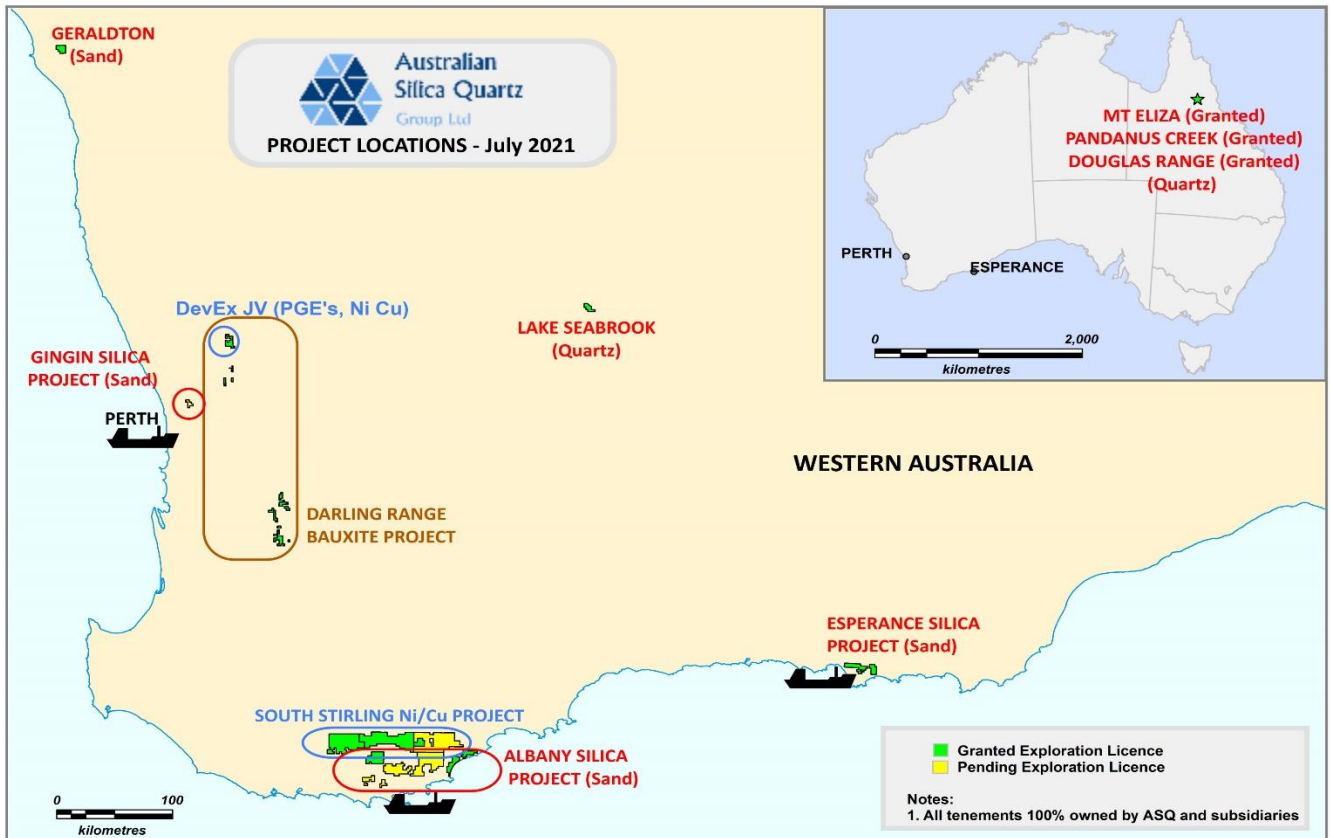 GERALDTON
(Sand)
Australian
Silica Quartz
Group Ltd
PROJECT LOCATIONS - July 2021
MT ELIZA (Granted)
PANDANUS CREEK (Granted)
DOUGLAS RANGE (Granted)
(Quartz)
PERTH
ESPERANCE
0 2,000
kilometres
DevEx JV (PGE's, Ni Cu)
LAKE SEABROOK
(Quartz)
GINGIN SILICA
PROJECT (Sand)
PERTH
WESTERN AUSTRALIA
DARLING RANGE
BAUXITE PROJECT
ESPERANCE SILICA
PROJECT (Sand)
SOUTH STIRLING Ni/Cu PROJECT
ALBANY SILICA
PROJECT (Sand)
0 100
kilometres
Granted Exploration Licence
Pending Exploration Licence
Notes:
1. All tenements 100% owned by ASQ and subsidiaries